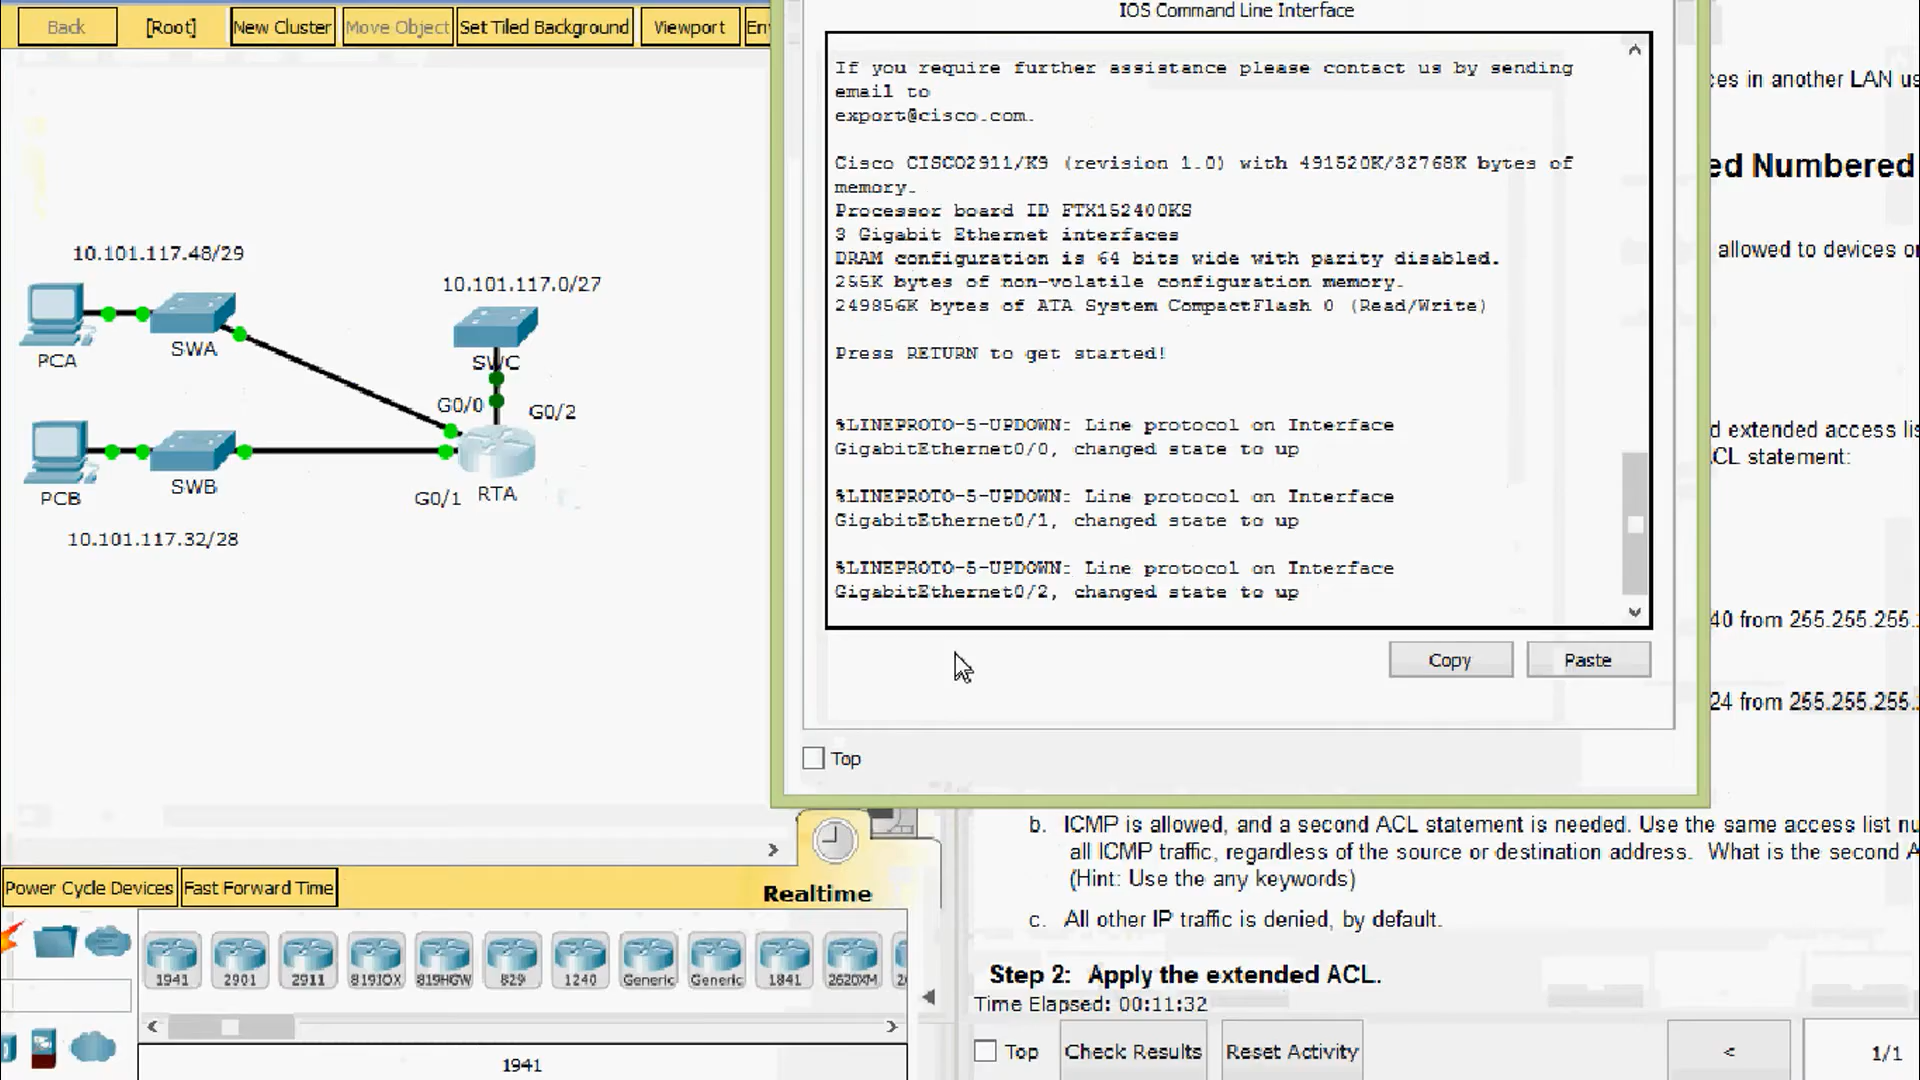 Back
[Root]
New Cluster
Move Object
Set Tiled Background
Viewport
IOS Command Line Interface
If you require further assistance please contact us by sending
email to
export@cisco.com.
Cisco CISCO2911/K9 (revision 1.0) with 491520K/32768K bytes of
memory.
Processor board ID FTX152400KS
3 Gigabit Ethernet interfaces
DRAM configuration is 64 bits wide with parity disabled.
255K bytes of non-volatile configuration memory.
249856K bytes of ATA System CompactFlash 0 (Read/Write)
Press RETURN to get started!
%LINEPROTO-5-UPDOWN: Line protocol on Interface
GigabitEthernet0/0, changed state to up
%LINEPROTO-5-UPDOWN: Line protocol on Interface
GigabitEthernet0/1, changed state to up
%LINEPROTO-5-UPDOWN: Line protocol on Interface
GigabitEthernet0/2, changed state to up
Copy
Paste
Top
10.101.117.48/29
10.101.117.0/27
PCA
SWA
SWC
G0/0
G0/2
PCB
SWB
G0/1
RTA
10.101.117.32/28
in another LAN
Numbered
allowed to devices
extended access
statement:
40 from 255.255.255.
24 from 255.255.255.
b. ICMP is allowed, and a second ACL statement is needed. Use the same access list
all ICMP traffic, regardless of the source or destination address. What is the second
(Hint: Use the any keywords)
c. All other IP traffic is denied, by default.
Step 2: Apply the extended ACL.
Time Elapsed: 00:11:32
Top
Check Results
Reset Activity
<
1/1
Power Cycle Devices
Fast Forward Time
Realtime
1941
2901
2911
819IOX
819HGW
829
1240
Generic
Generic
1841
2620XM
1941